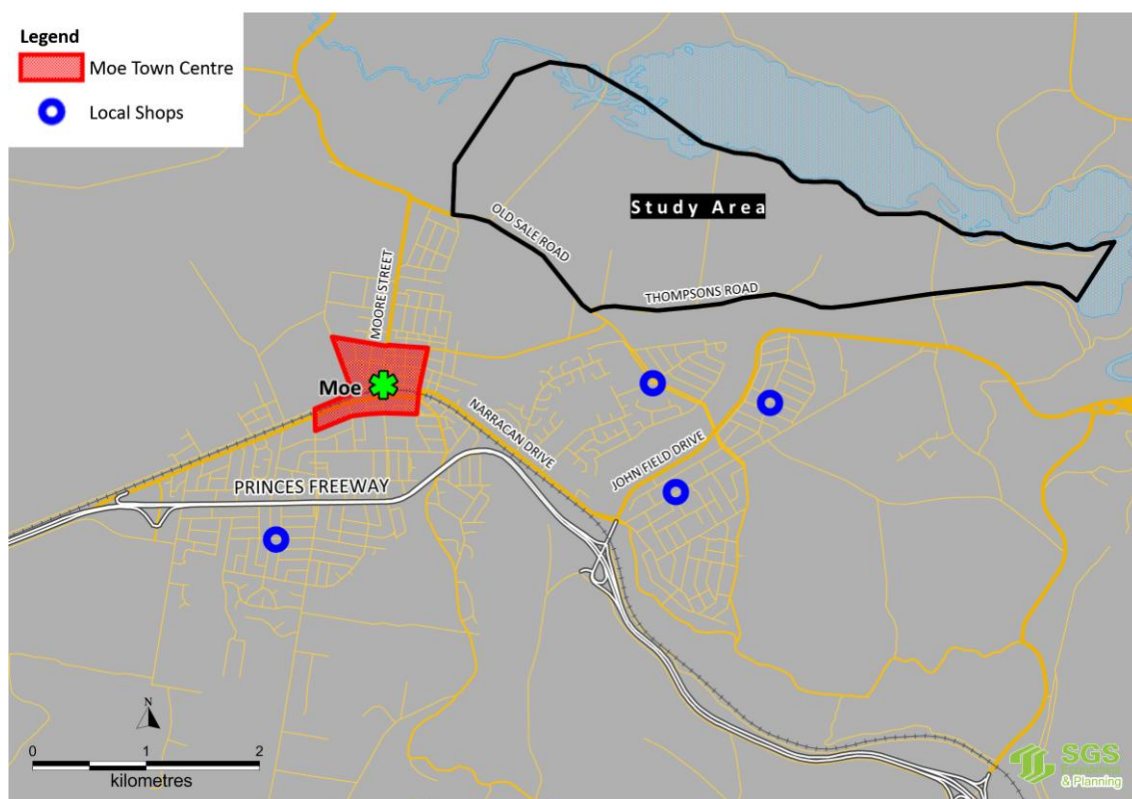 Legend
Moe Town Centre
Local Shops
Study Area
OLD SALE ROAD
MOORE STREET
THOMPSONS ROAD
Moe
NARRACAN DRIVE
JOHN FIELD DRIVE
PRINCES FREEWAY
N
0 1 2
kilometres
SGS
& Planning